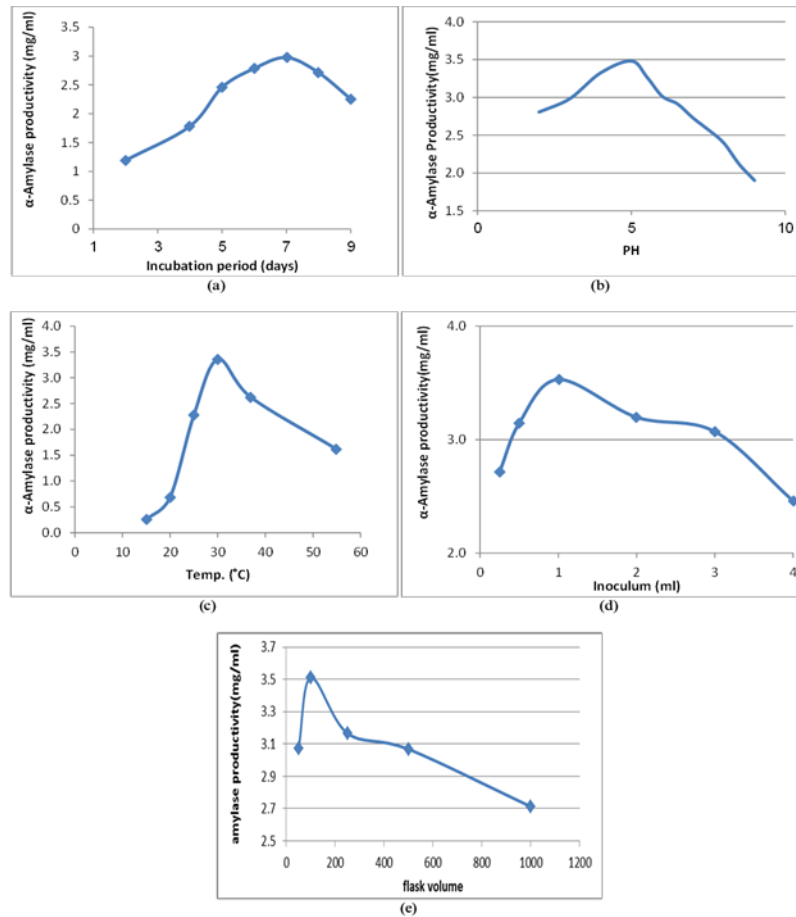 α-Amylase productivity (mg/ml)
3.5
3
2.5
2
1.5
1
0.5
0
1 3 5 7 9
Incubation period (days)
(a)
α-Amylase Productivity(mg/ml)
4.0
3.5
3.0
2.5
2.0
1.5
0 5 10
PH
(b)
α-Amylase productivity (mg/ml)
4.0
3.5
3.0
2.5
2.0
1.5
1.0
0.5
0.0
0 10 20 30 40 50 60
Temp. (˚C)
(c)
α-Amylase productivity(mg/ml)
4.0
3.0
2.0
0 1 2 3 4
Inoculum (ml)
(d)
amylase productivity(mg/ml)
3.7
3.5
3.3
3.1
2.9
2.7
2.5
0 200 400 600 800 1000 1200
flask volume
(e)